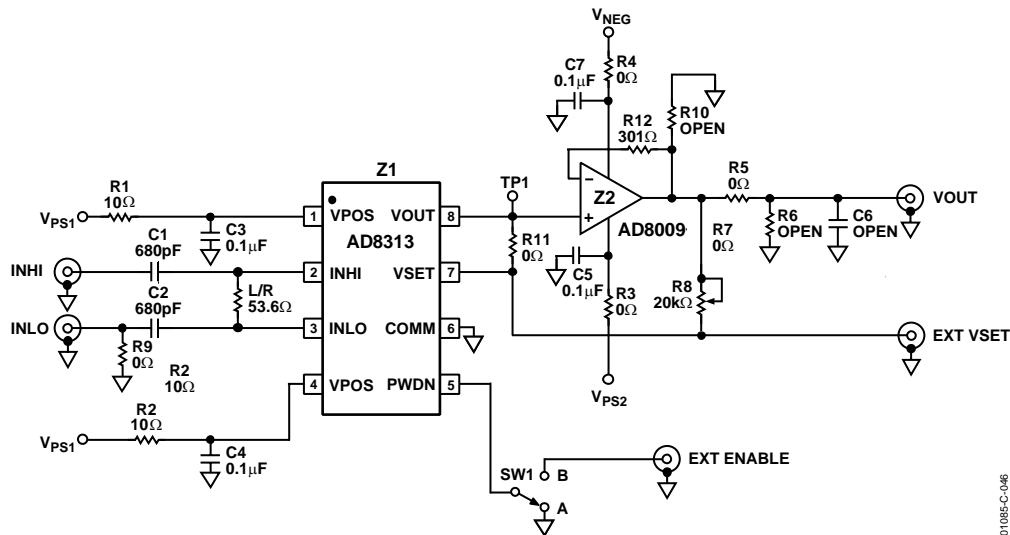 VNEG
C7
0.1µF
R4
0Ω
R10
OPEN
R12
301Ω
Z1
TP1
R5
0Ω
R1
10Ω
VPS1
1 VPOS VOUT 8
–
Z2
+
VOUT
C3
0.1µF
AD8313
AD8009
R6
OPEN
C6
OPEN
R7
0Ω
C1
680pF
R11
0Ω
INHI
2 INHI VSET 7
C5
0.1µF
C2
680pF
L/R
53.6Ω
R3
0Ω
R8
20kΩ
INLO
3 INLO COMM 6
EXT VSET
R9
0Ω
R2
10Ω
4 VPOS PWDN 5
VPS2
R2
10Ω
VPS1
C4
0.1µF
SW1
B
A
EXT ENABLE
01085-C-046